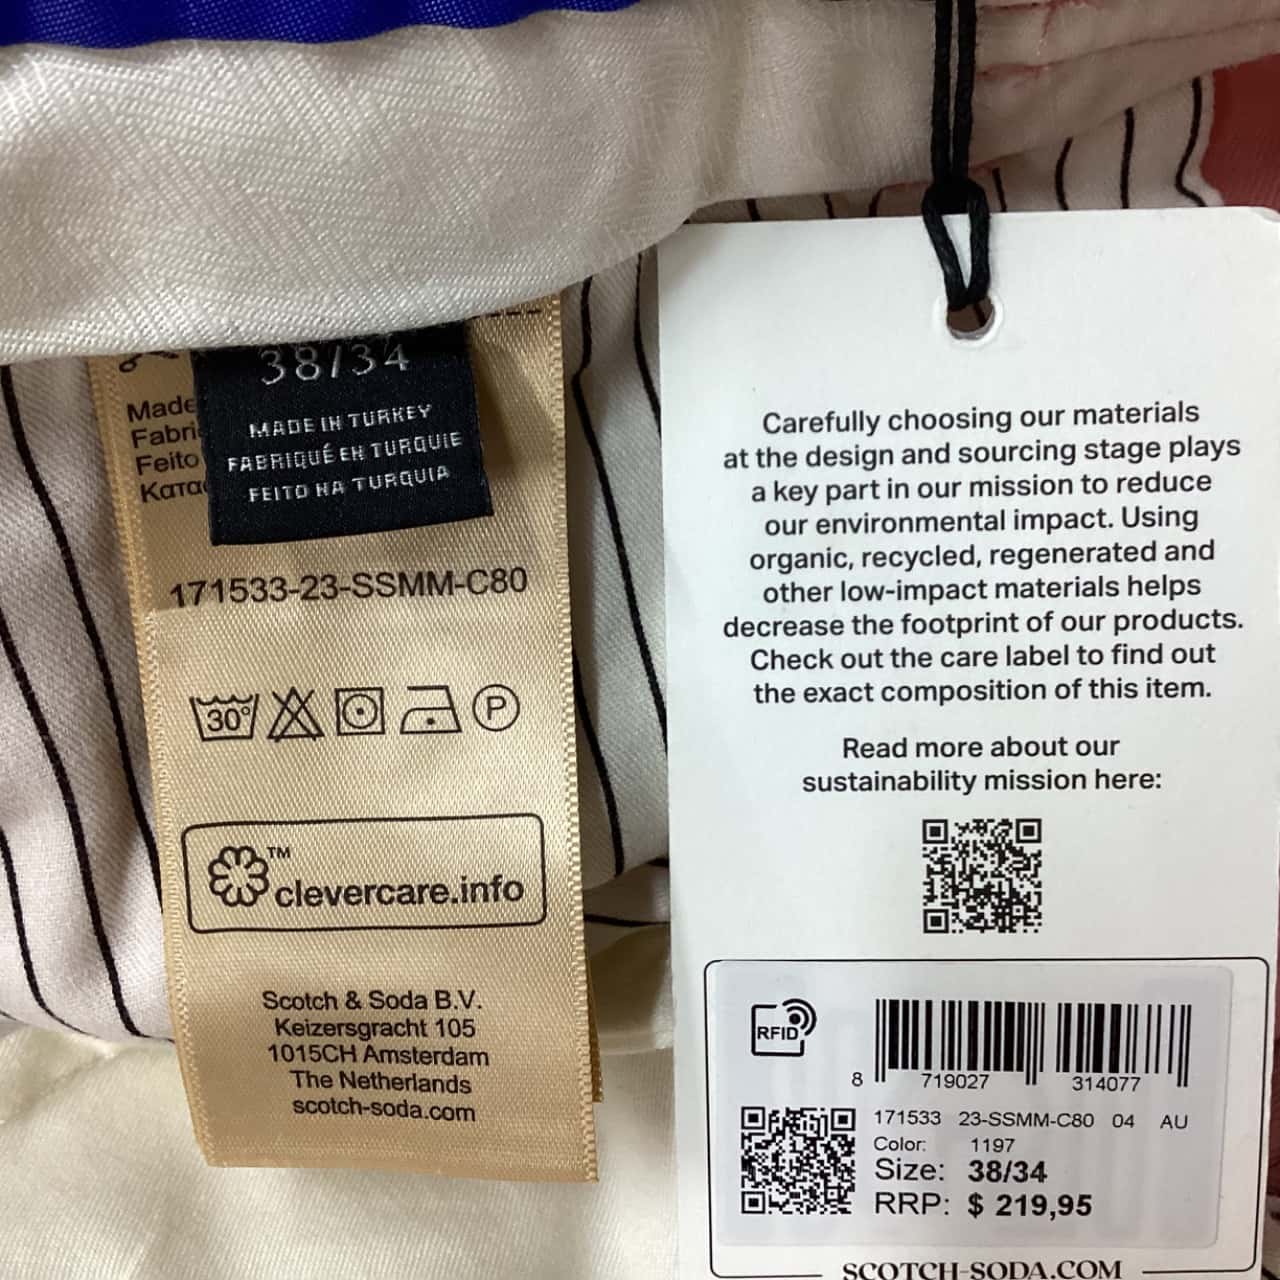 38/34
MADE IN TURKEY
FABRIQUÉ EN TURQUIE
FEITO NA TURQUIA
Made
Feito
171533-23-SSMM-C80
30°
P
TM
clevercare.info
Scotch & Soda B.V.
Keizersgracht 105
1015CH Amsterdam
The Netherlands
scotch-soda.com
Carefully choosing our materials
at the design and sourcing stage plays
a key part in our mission to reduce
our environmental impact. Using
organic, recycled, regenerated and
other low-impact materials helps
decrease the footprint of our products.
Check out the care label to find out
the exact composition of this item.
Read more about our
sustainability mission here:
RFID
8 719027 314077
171533 23-SSMM-C80 04 AU
Color: 1197
Size: 38/34
RRP: $ 219,95
SCOTCH-SODA.COM